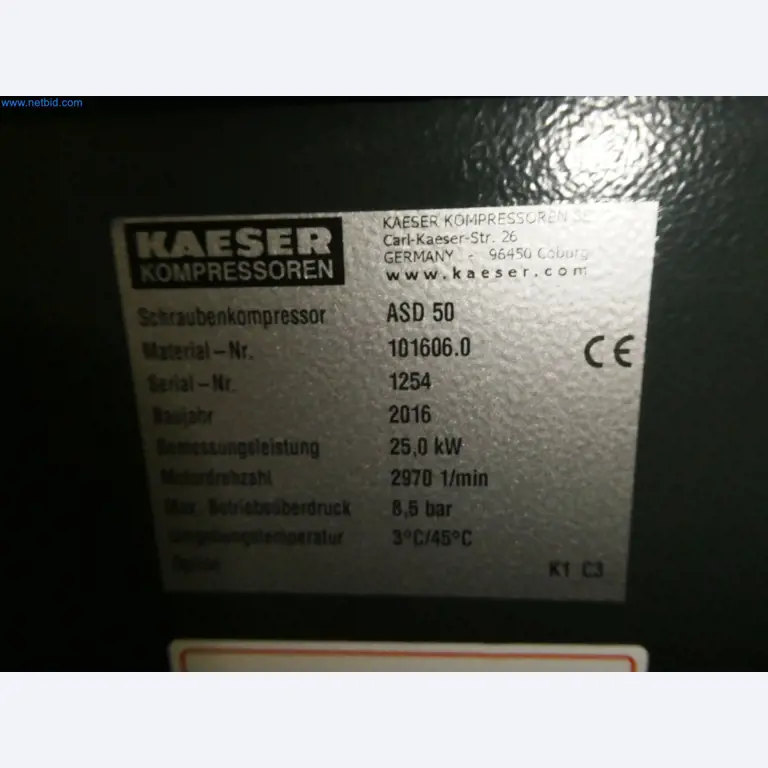 www.netbid.com
KAESER
KOMPRESSOREN
KAESER KOMPRESSOREN SE
Carl-Kaeser-Str. 26
GERMANY - 96450 Coburg
www.kaeser.com
Schraubenkompressor ASD 50
Material-Nr. 101606.0
CE
Serial-Nr. 1254
Baujahr 2016
Bemessungsleistung 25,0 kW
Motordrehzahl 2970 1/min
Max. Betriebsüberdruck 8,5 bar
Umgebungstemperatur 3°C/45°C
K1 C3